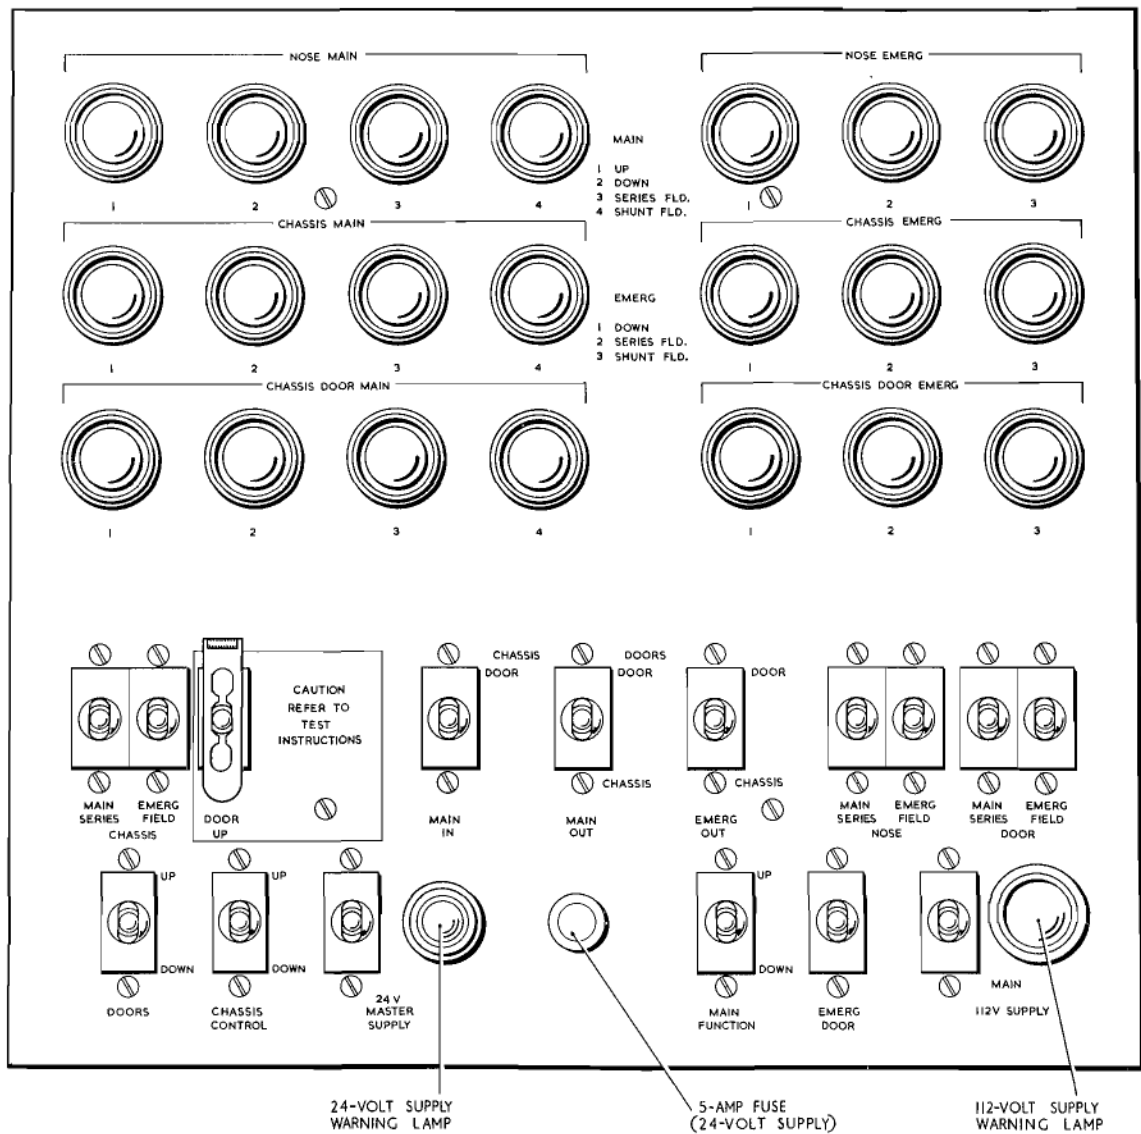 NOSE MAIN
NOSE EMERG
MAIN
1 UP
2 DOWN
3 SERIES FLD.
4 SHUNT FLD.
1 2 3 4
1 2 3
CHASSIS MAIN
CHASSIS EMERG
EMERG
1 DOWN
2 SERIES FLD.
3 SHUNT FLD.
1 2 3 4
1 2 3
CHASSIS DOOR MAIN
CHASSIS DOOR EMERG
1 2 3 4
1 2 3
CAUTION
REFER TO
TEST
INSTRUCTIONS
CHASSIS
DOOR
DOORS
DOOR
DOOR
CHASSIS
CHASSIS
MAIN
SERIES
EMERG
FIELD
CHASSIS
DOOR
UP
MAIN
IN
MAIN
OUT
EMERG
OUT
MAIN
SERIES
EMERG
FIELD
NOSE
MAIN
SERIES
EMERG
FIELD
DOOR
UP
DOWN
DOORS
UP
DOWN
CHASSIS
CONTROL
24 V
MASTER
SUPPLY
UP
DOWN
MAIN
FUNCTION
EMERG
DOOR
MAIN
112V SUPPLY
24-VOLT SUPPLY
WARNING LAMP
5-AMP FUSE
(24-VOLT SUPPLY)
112-VOLT SUPPLY
WARNING LAMP